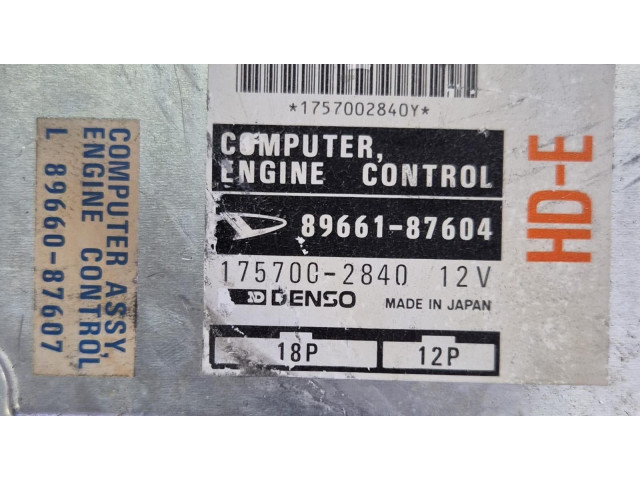 *1757002840Y*
COMPUTER,
ENGINE CONTROL
89661-87604
175700-2840 12V
DENSO MADE IN JAPAN
18P 12P
HD-E
COMPUTER ASSY,
ENGINE CONTROL
L 89660-87607